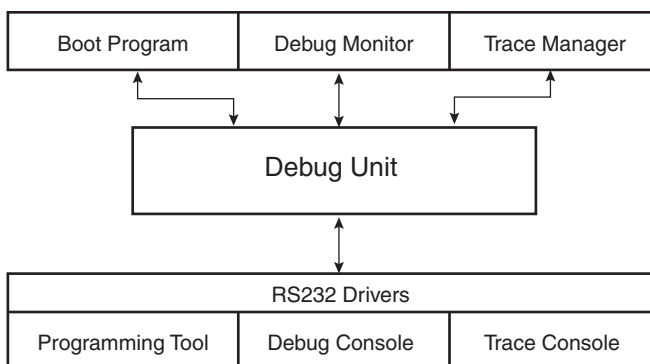 Boot Program
Debug Monitor
Trace Manager
Debug Unit
RS232 Drivers
Programming Tool
Debug Console
Trace Console